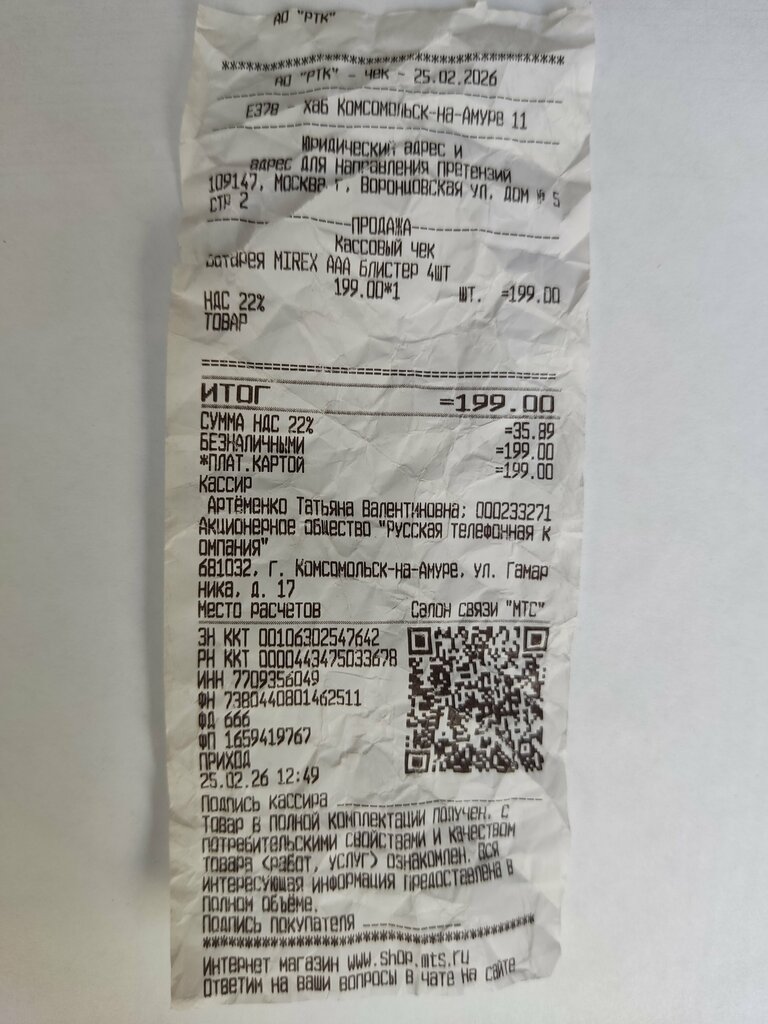 АО "РТК"
****************************************
АО "РТК" - чек - 25.02.2026
E378 - Хаб Комсомольск-на-Амуре 11
Юридический адрес и
адрес для направления претензий
109147, Москва г, Воронцовская ул, дом № 5
стр 2
ПРОДАЖА
Кассовый чек
Батарея MIREX AAA блистер 4шт
199.00*1 шт. =199.00
НДС 22%
ТОВАР
ИТОГ =199.00
СУММА НДС 22% =35.89
БЕЗНАЛИЧНЫМИ =199.00
*ПЛАТ.КАРТОЙ =199.00
Кассир
Артёменко Татьяна Валентиновна; 000233271
Акционерное общество "Русская телефонная к
омпания"
681032, г. Комсомольск-на-Амуре, ул. Гамар
ника, д. 17
Место расчетов Салон связи "МТС"
ЗН ККТ 00106302547642
РН ККТ 0000443475033678
ИНН 7709356049
ФН 7380440801462511
ФД 666
ФП 1659419767
ПРИХОД
25.02.26 12:49
Подпись кассира
Товар в полной комплектации получен, с
потребительскими свойствами и качеством
товара (работ, услуг) ознакомлен. Вся
интересующая информация предоставлена в
полном объёме.
Подпись покупателя
****************************************
Интернет магазин www.shop.mts.ru
Ответим на ваши вопросы в чате на сайте